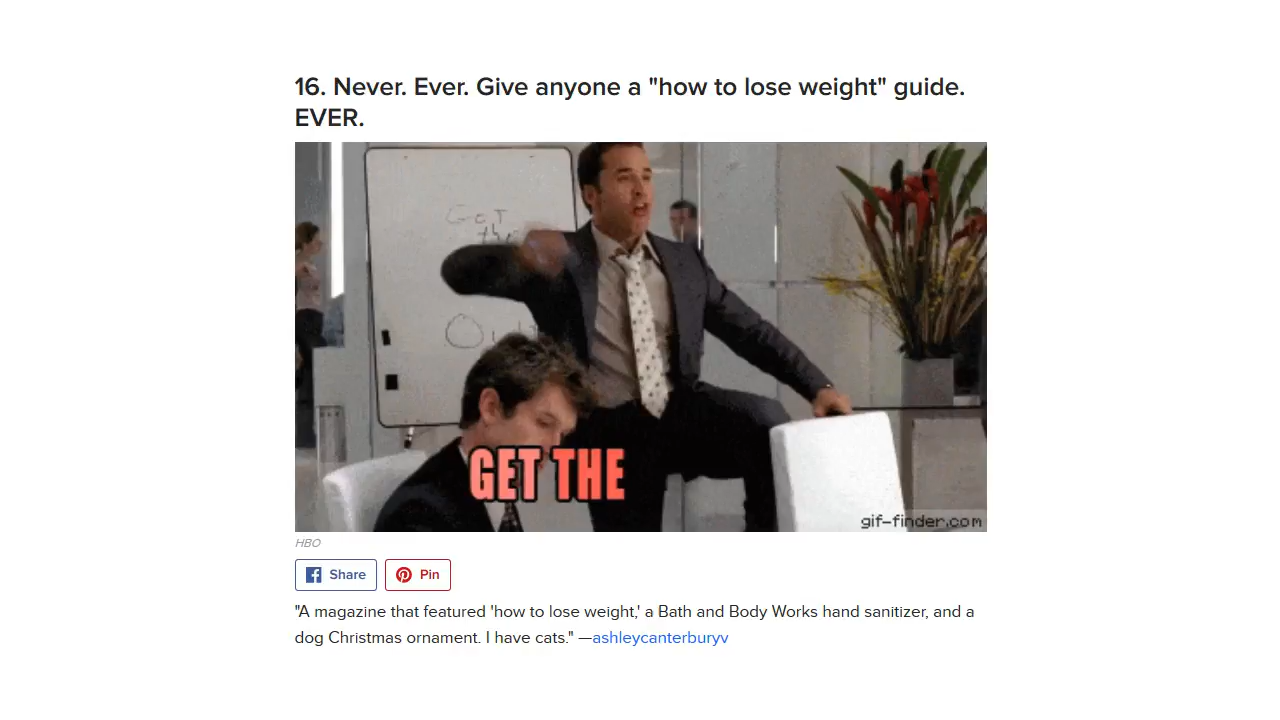 16. Never. Ever. Give anyone a "how to lose weight" guide.
EVER.
GET
the
GET THE
gif-finder.com
HBO
Share
Pin
"A magazine that featured 'how to lose weight,' a Bath and Body Works hand sanitizer, and a
dog Christmas ornament. I have cats." —ashleycanterburyv